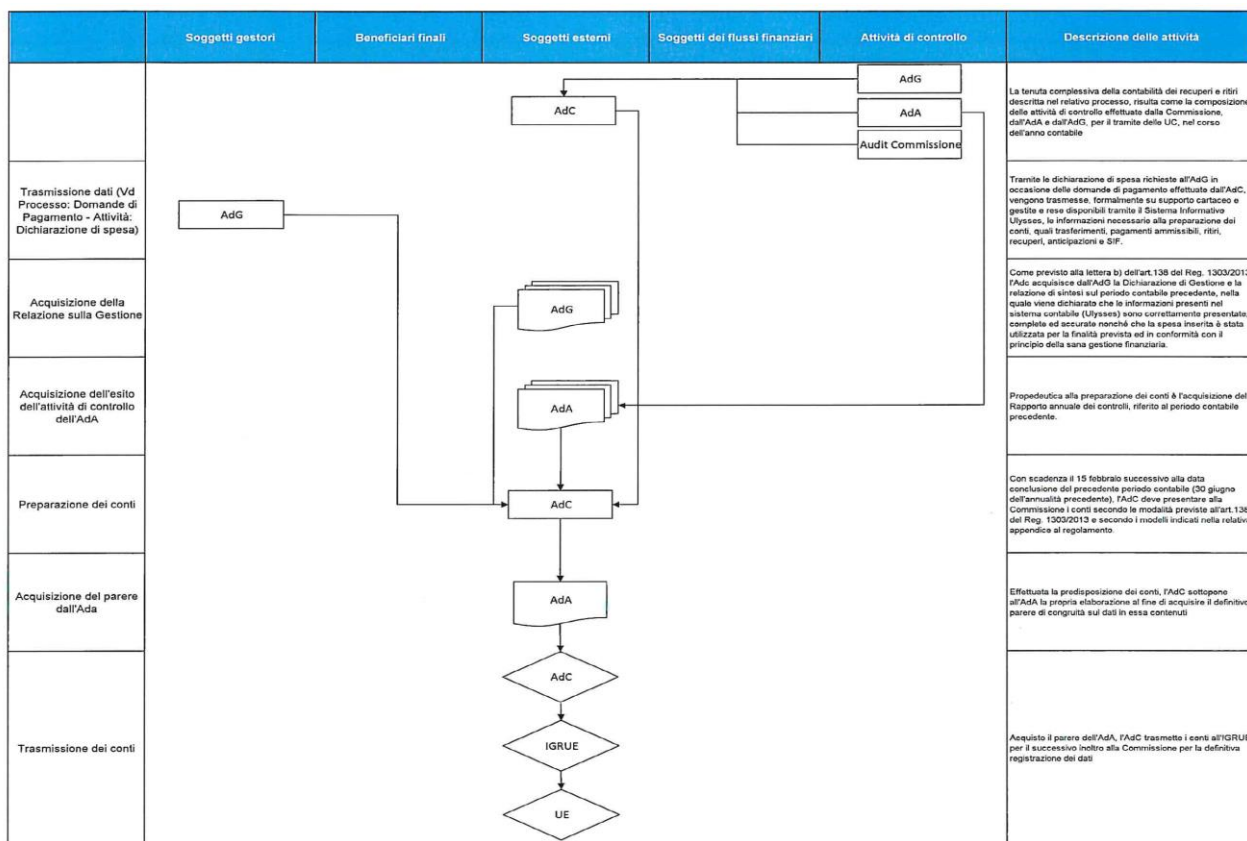 Soggetti gestori
Beneficiari finali
Soggetti esterni
Soggetti dei flussi finanziari
Attività di controllo
Descrizione delle attività
AdG
AdC
AdA
Audit Commissione
La tenuta complessiva della contabilità dei recuperi e ritiri
descritta nel relativo processo, risulta come la composizione
delle attività di controllo effettuate dalla Commissione,
dall'AdA e dall'AdG, per il tramite delle UC, nel corso
dell'anno contabile
Trasmissione dati (Vd
Processo: Domande di
Pagamento - Attività:
Dichiarazione di spesa)
AdG
Tramite le dichiarazione di spesa richieste all'AdG in
occasione delle domande di pagamento effettuate dall'AdC,
vengono trasmesse, formalmente su supporto cartaceo e
gestite e rese disponibili tramite il Sistema Informativo
Ulysses, le informazioni necessarie alla preparazione dei
conti, quali trasferimenti, pagamenti ammissibili, ritiri,
recuperi, anticipazioni e SIF.
Acquisizione della
Relazione sulla Gestione
AdG
Come previsto alla lettera b) dell'art.138 del Reg. 1303/2013
l'Adc acquisisce dall'AdG la Dichiarazione di Gestione e la
relazione di sintesi sul periodo contabile precedente, nella
quale viene dichiarato che le informazioni presenti nel
sistema contabile (Ulysses) sono correttamente presentate,
complete ed accurate nonché che la spesa inserita è stata
utilizzata per la finalità prevista ed in conformità con il
principio della sana gestione finanziaria.
Acquisizione dell'esito
dell'attività di controllo
dell'AdA
AdA
Propedeutica alla preparazione dei conti è l'acquisizione del
Rapporto annuale dei controlli, riferito al periodo contabile
precedente.
Preparazione dei conti
AdC
Con scadenza il 15 febbraio successivo alla data
conclusione del precedente periodo contabile (30 giugno
dell'annualità precedente), l'AdC deve presentare alla
Commissione i conti secondo le modalità previste all'art.138
del Reg. 1303/2013 e secondo i modelli indicati nella relativa
appendice al regolamento.
Acquisizione del parere
dall'Ada
AdA
Effettuata la predisposizione dei conti, l'AdC sottopone
all'AdA la propria elaborazione al fine di acquisire il definitivo
parere di congruità sui dati in essa contenuti
Trasmissione dei conti
AdC
IGRUE
UE
Acquisto il parere dell'AdA, l'AdC trasmetto i conti all'IGRUE
per il successivo inoltro alla Commissione per la definitiva
registrazione dei dati